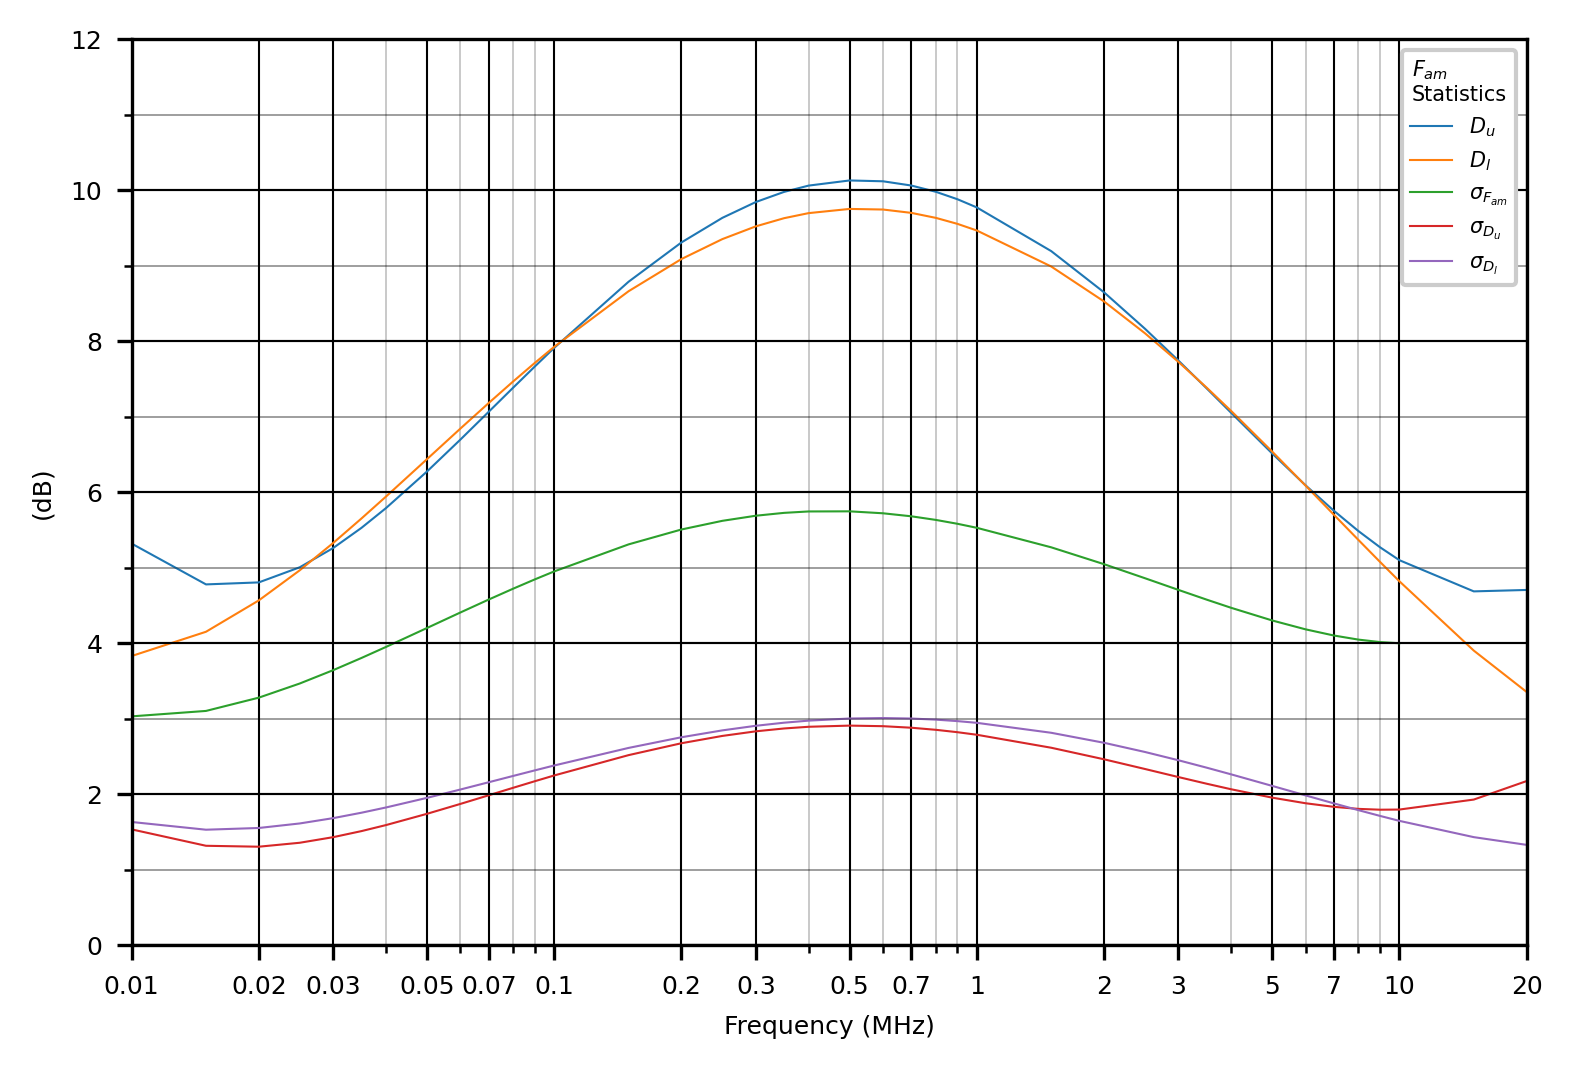 12
10
8
6
4
2
0
(dB)
0.01 0.02 0.03 0.05 0.07 0.1 0.2 0.3 0.5 0.7 1 2 3 5 7 10 20
Frequency (MHz)
F_am
Statistics
D_u
D_l
σ_F_am
σ_D_u
σ_D_l